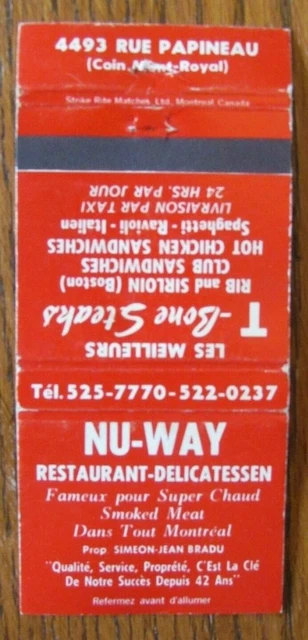 4493 RUE PAPINEAU
(Coin Mont-Royal)
Strike Rite Matches, Ltd., Montreal, Canada
LES MEILLEURS
T-Bone Steaks
RIB and SIRLOIN (Boston)
CLUB SANDWICHES
HOT CHICKEN SANDWICHES
Spaghetti - Ravioli - Italien
LIVRAISON PAR TAXI
24 HRS. PAR JOUR
Tél. 525-7770 - 522-0237
NU-WAY
RESTAURANT-DELICATESSEN
Fameux pour Super Chaud
Smoked Meat
Dans Tout Montréal
Prop. SIMEON-JEAN BRADU
"Qualité, Service, Propreté, C'Est La Clé
De Notre Succès Depuis 42 Ans"
Refermez avant d'allumer